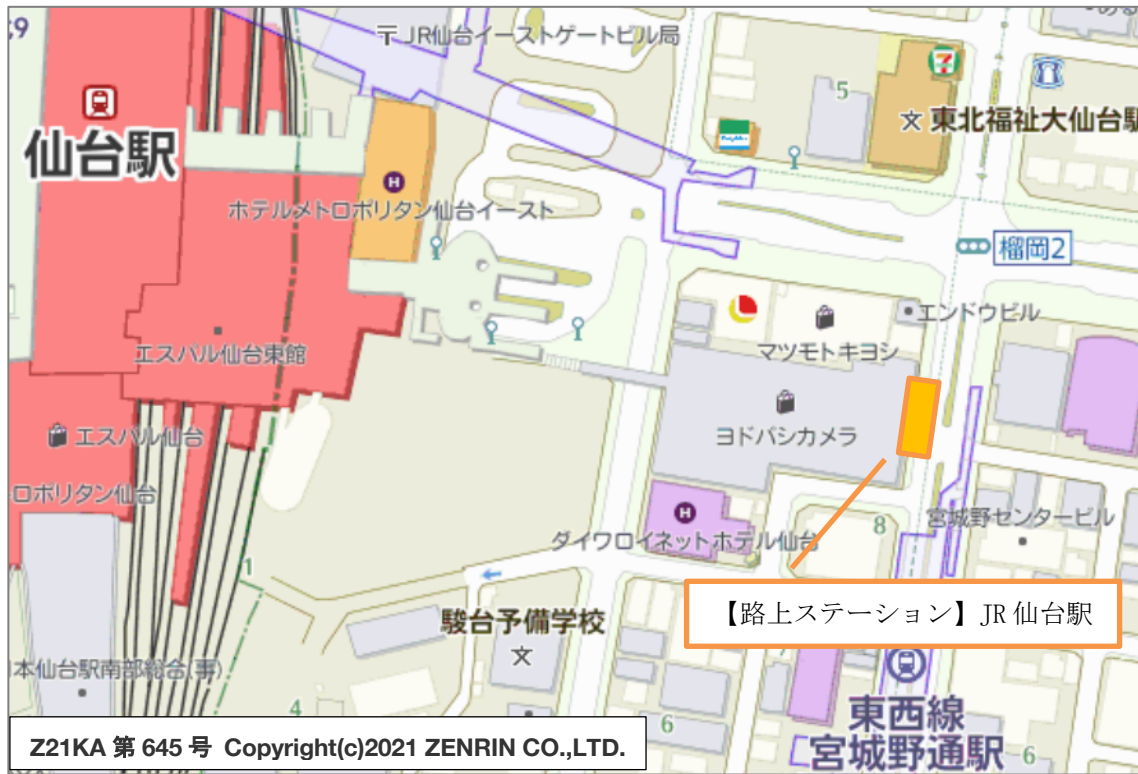 〒JR仙台イーストゲートビル局
5
仙台駅
文 東北福祉大仙台駅
H
ホテルメトロポリタン仙台イースト
榴岡2
エンドウビル
マツモトキヨシ
エスパル仙台東館
エスパル仙台
ヨドバシカメラ
ロポリタン仙台
H
8
宮城野センタービル
ダイワロイネットホテル仙台
1
【路上ステーション】JR 仙台駅
駿台予備学校
文
本仙台駅南部総合(事)
4
東西線
宮城野通駅
6
6
Z21KA 第 645 号 Copyright(c)2021 ZENRIN CO.,LTD.